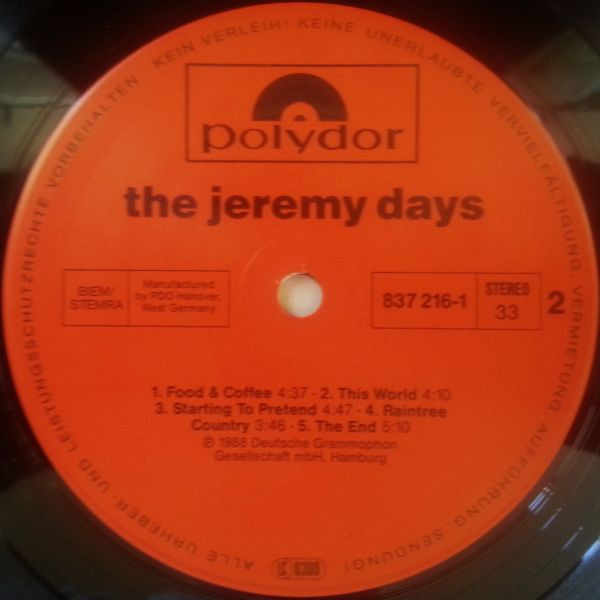 ALLE URHEBER- UND LEISTUNGSSCHUTZRECHTE VORBEHALTEN · KEIN VERLEIH! KEINE UNERLAUBTE VERVIELFÄLTIGUNG, VERMIETUNG, AUFFÜHRUNG, SENDUNG!
polydor
the jeremy days
BIEM/
STEMRA
Manufactured
by PDO Hanover,
West Germany
837 216-1
STEREO
33
2
1. Food & Coffee 4:37 · 2. This World 4:10
3. Starting To Pretend 4:47 · 4. Raintree
Country 3:46 · 5. The End 5:10
℗ 1988 Deutsche Grammophon
Gesellschaft mbH, Hamburg